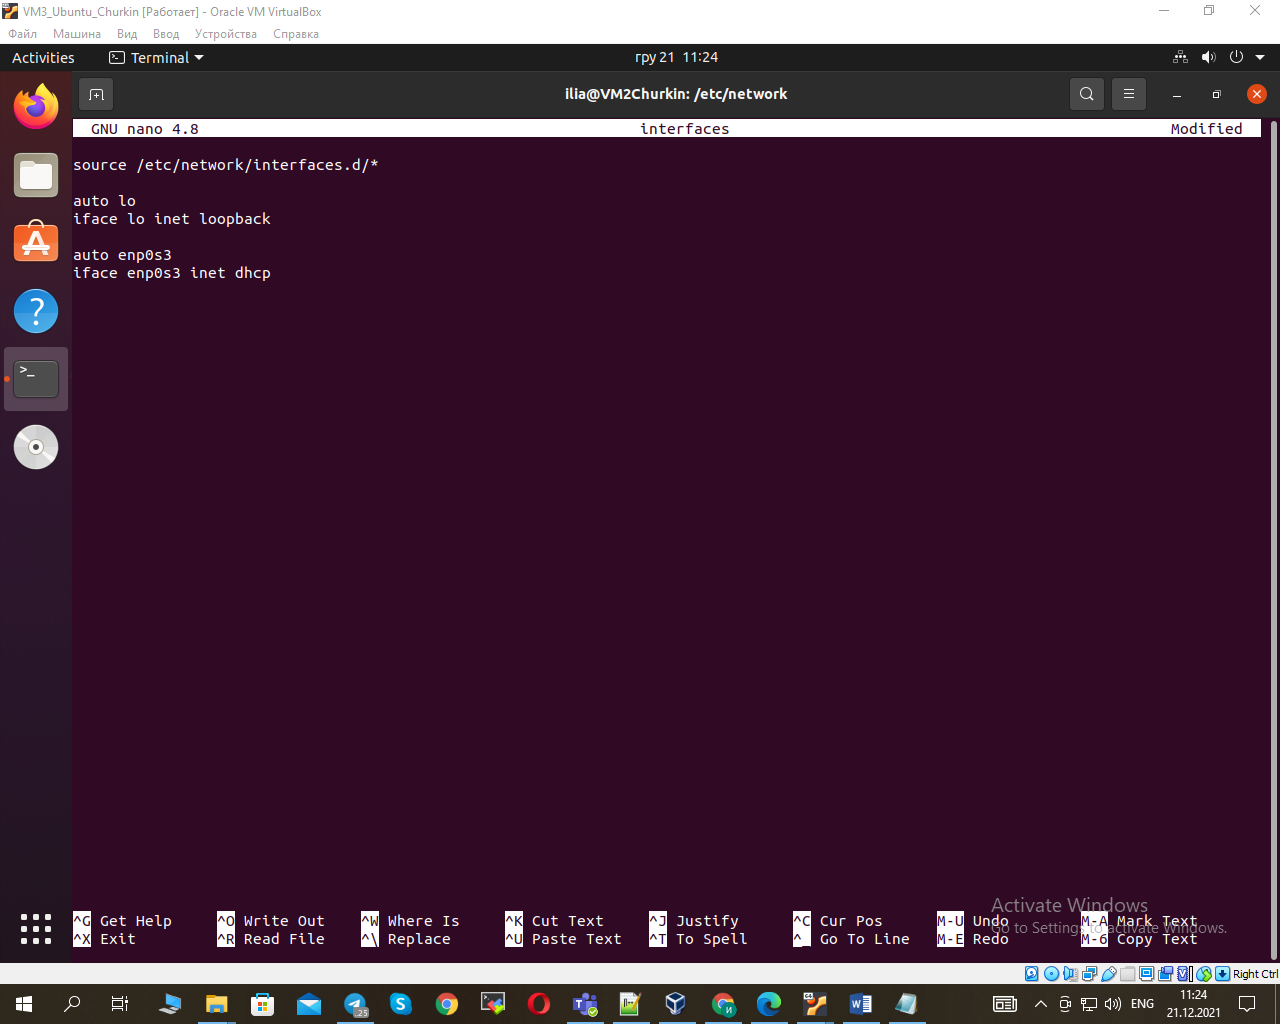 VM3_Ubuntu_Churkin [Работает] - Oracle VM VirtualBox
Файл Машина Вид Ввод Устройства Справка
Activities Terminal гру 21 11:24
ilia@VM2Churkin: /etc/network
GNU nano 4.8 interfaces Modified
source /etc/network/interfaces.d/*
auto lo
iface lo inet loopback
auto enp0s3
iface enp0s3 inet dhcp
Activate Windows
Go to Settings to activate Windows.
^G Get Help ^O Write Out ^W Where Is ^K Cut Text ^J Justify ^C Cur Pos M-U Undo M-A Mark Text
^X Exit ^R Read File ^\ Replace ^U Paste Text ^T To Spell ^_ Go To Line M-E Redo M-6 Copy Text
Right Ctrl
.25
ENG
11:24
21.12.2021